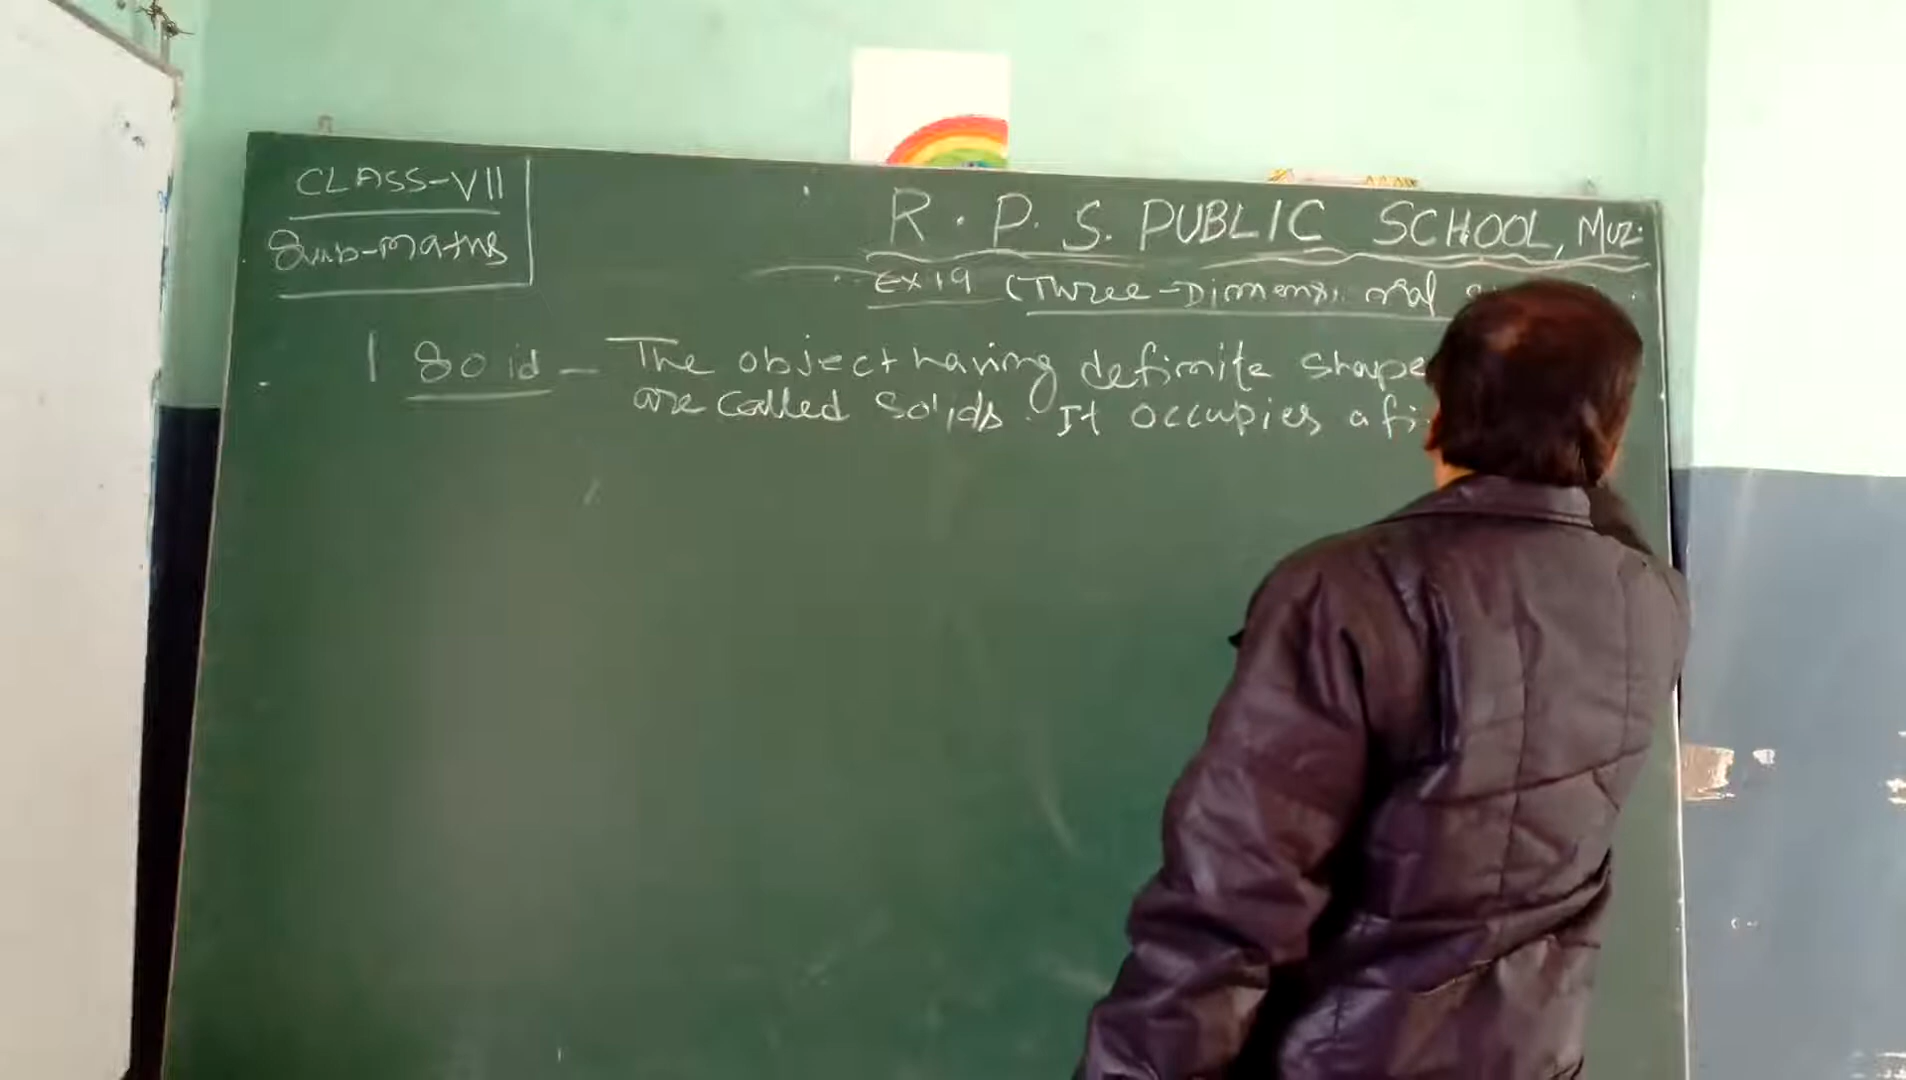 CLASS-VII
Sub-Maths
R. P. S. PUBLIC SCHOOL, MUZ.
Ex 19 (Three-Dimensional
1 Solid - The object having definite shape
are called Solids. It occupies a fi